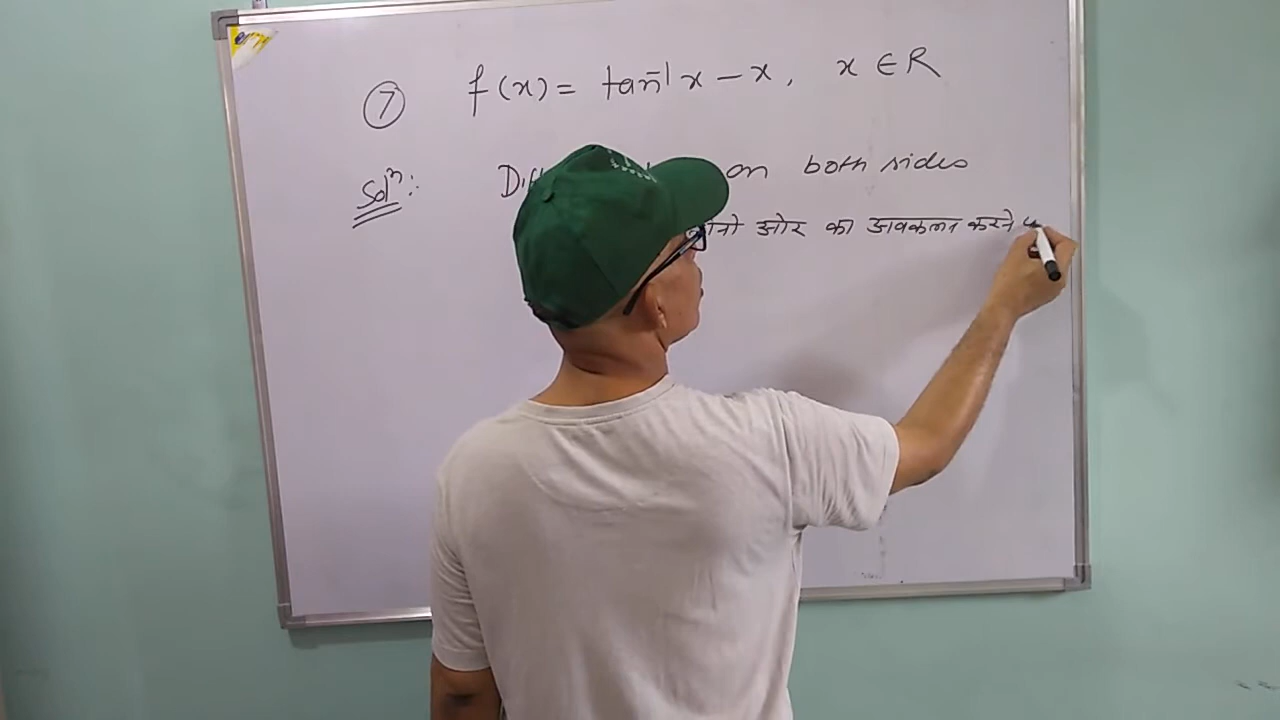 ⑦ f(x) = tan⁻¹x − x, x ∈ R
Solⁿ: on both sides
ओर का अवकलन करने